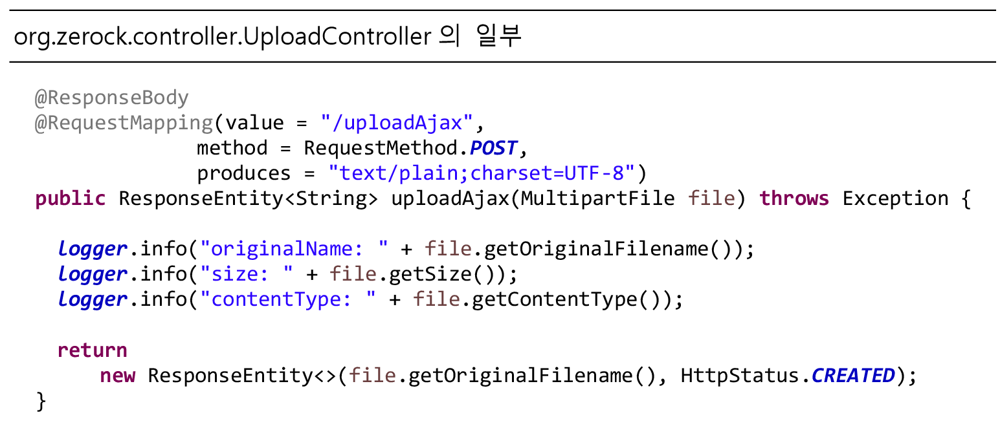 org.zerock.controller.UploadController 의 일부
@ResponseBody
@RequestMapping(value = "/uploadAjax",
method = RequestMethod.POST,
produces = "text/plain;charset=UTF-8")
public ResponseEntity<String> uploadAjax(MultipartFile file) throws Exception {
logger.info("originalName: " + file.getOriginalFilename());
logger.info("size: " + file.getSize());
logger.info("contentType: " + file.getContentType());
return
new ResponseEntity<>(file.getOriginalFilename(), HttpStatus.CREATED);
}